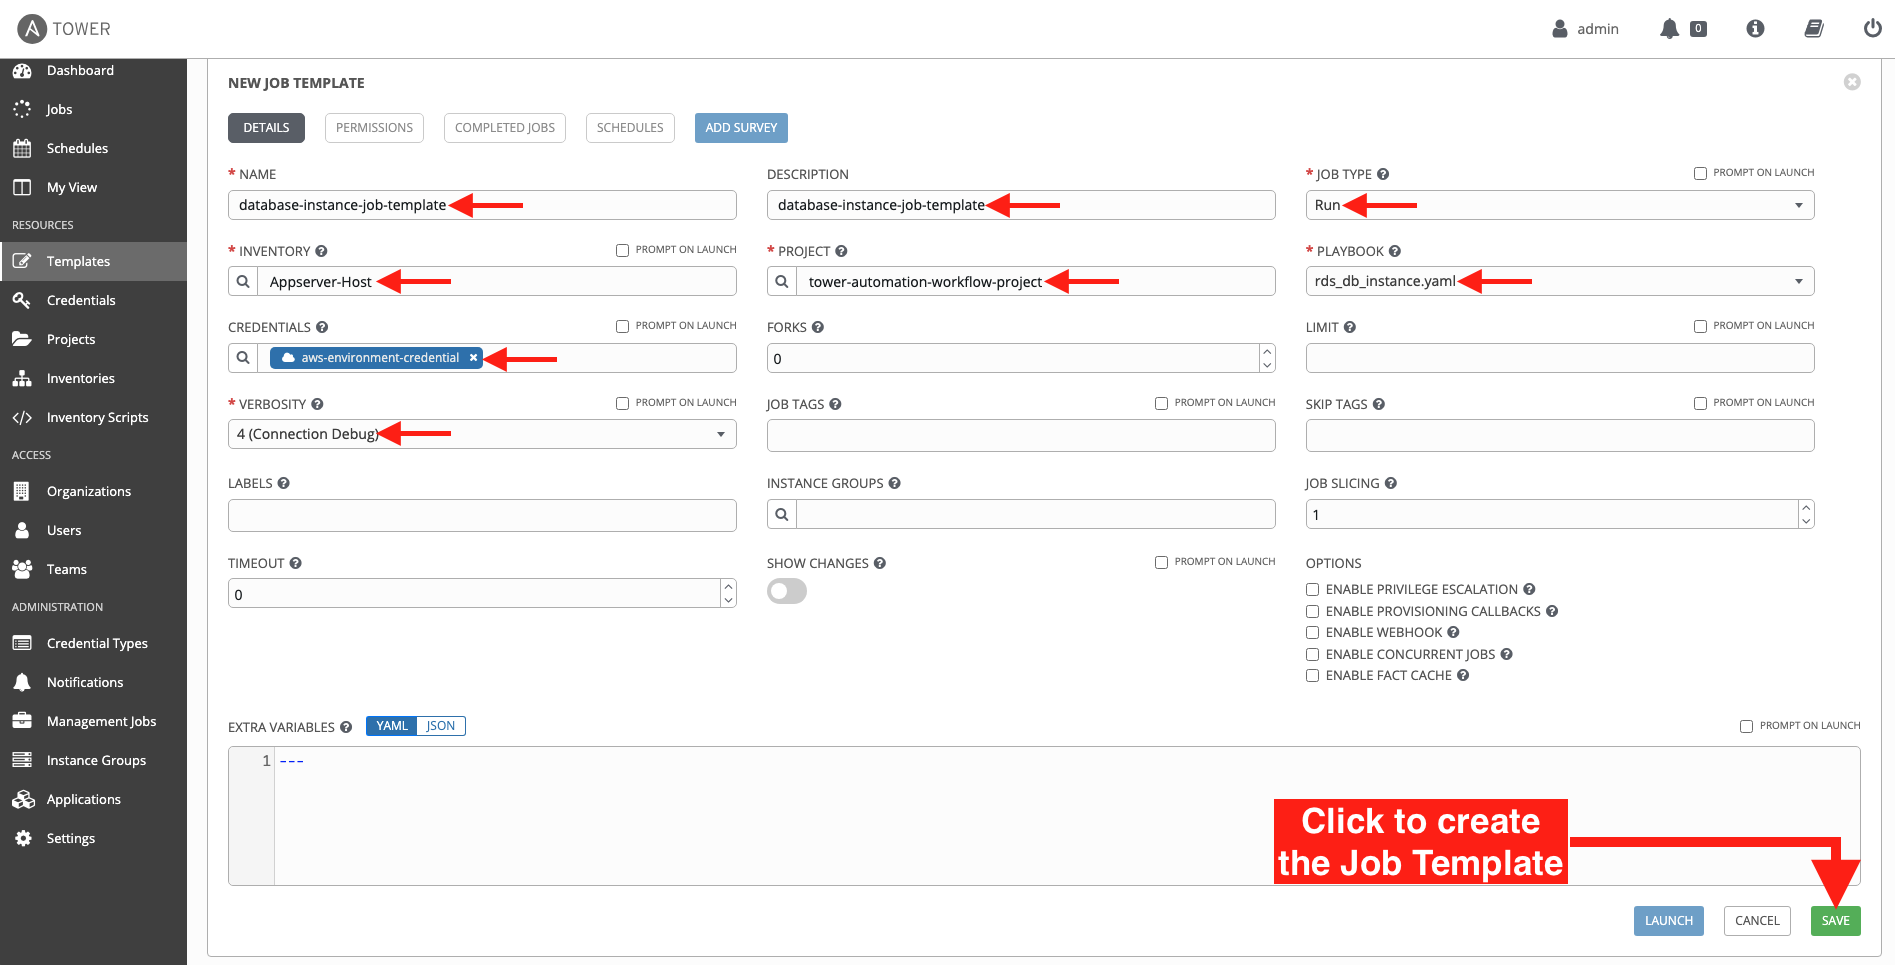 TOWER
admin
0
Dashboard
Jobs
Schedules
My View
RESOURCES
Templates
Credentials
Projects
Inventories
Inventory Scripts
ACCESS
Organizations
Users
Teams
ADMINISTRATION
Credential Types
Notifications
Management Jobs
Instance Groups
Applications
Settings
NEW JOB TEMPLATE
DETAILS
PERMISSIONS
COMPLETED JOBS
SCHEDULES
ADD SURVEY
* NAME
database-instance-job-template
DESCRIPTION
database-instance-job-template
* JOB TYPE
PROMPT ON LAUNCH
Run
* INVENTORY
PROMPT ON LAUNCH
Appserver-Host
* PROJECT
tower-automation-workflow-project
* PLAYBOOK
rds_db_instance.yaml
CREDENTIALS
PROMPT ON LAUNCH
aws-environment-credential
FORKS
0
LIMIT
PROMPT ON LAUNCH
* VERBOSITY
PROMPT ON LAUNCH
4 (Connection Debug)
JOB TAGS
PROMPT ON LAUNCH
SKIP TAGS
PROMPT ON LAUNCH
LABELS
INSTANCE GROUPS
JOB SLICING
1
TIMEOUT
0
SHOW CHANGES
PROMPT ON LAUNCH
OPTIONS
ENABLE PRIVILEGE ESCALATION
ENABLE PROVISIONING CALLBACKS
ENABLE WEBHOOK
ENABLE CONCURRENT JOBS
ENABLE FACT CACHE
EXTRA VARIABLES
YAML
JSON
PROMPT ON LAUNCH
1 ---
Click to create
the Job Template
LAUNCH
CANCEL
SAVE